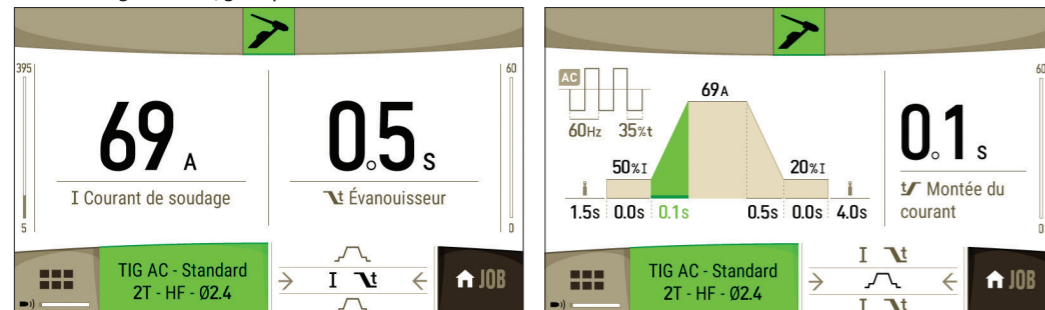 395
60
69 A
0.5 s
I Courant de soudage
t Évanouisseur
5
0
TIG AC - Standard
2T - HF - Ø2.4
I t
JOB
AC
60Hz 35%t
69A
50%I
20%I
1.5s 0.0s 0.1s 0.5s 0.0s 4.0s
60
0.1 s
t Montée du
courant
0
TIG AC - Standard
2T - HF - Ø2.4
I t
I t
JOB